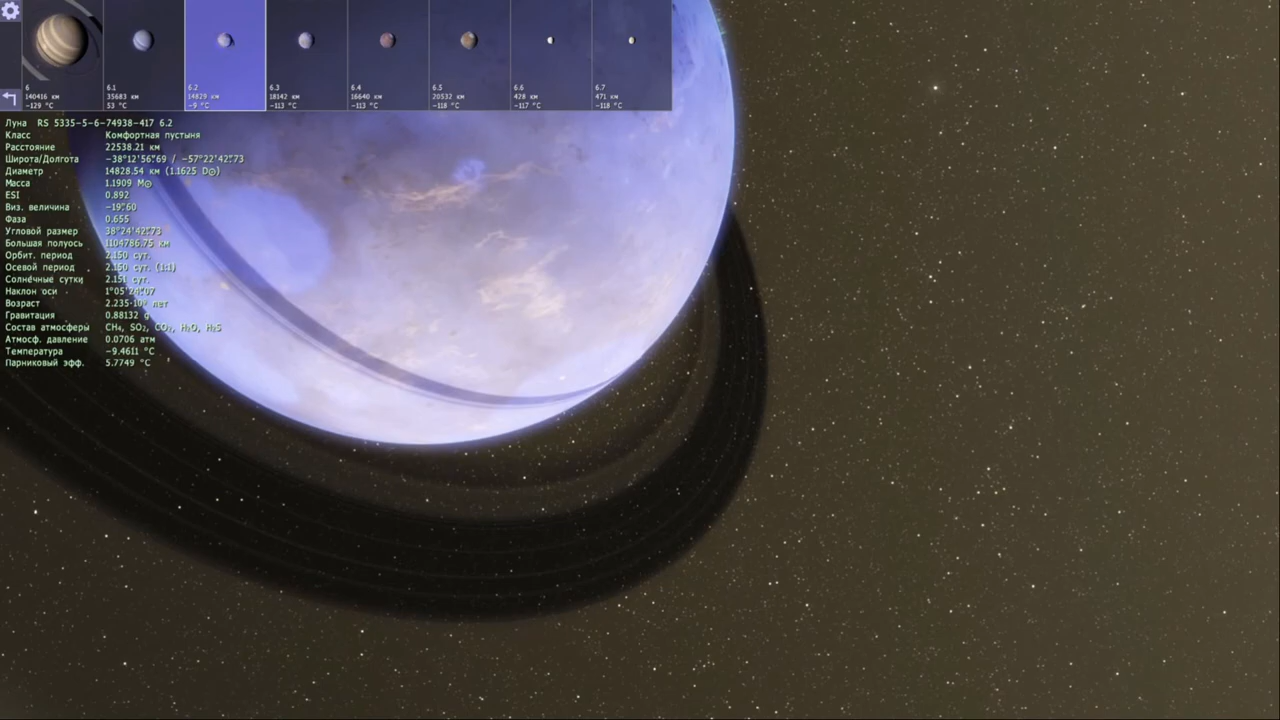 6 6.1 6.2 6.3 6.4 6.5 6.6 6.7
140416 км 35683 км 14829 км 18142 км 16640 км 20532 км 428 км 471 км
−129 °C 53 °C −9 °C −113 °C −113 °C −118 °C −117 °C −118 °C
Луна RS 5335-5-6-74938-417 6.2
Класс Комфортная пустыня
Расстояние 22538.21 км
Широта/Долгота −38°12'56".69 / −57°22'42".73
Диаметр 14828.54 км (1.1625 D⊕)
Масса 1.1909 M⊕
ESI 0.892
Виз. величина −19ᵐ.60
Фаза 0.655
Угловой размер 38°24'42".73
Большая полуось 1104786.75 км
Орбит. период 2.150 сут.
Осевой период 2.150 сут. (1:1)
Солнечные сутки 2.151 сут.
Наклон оси 1°05'24".07
Возраст лет
Гравитация 0.88132 g
Состав атмосферы CH₄, SO₂, CO₂, H₂O, H₂S
Атмосф. давление 0.0706 атм
Температура −9.4611 °C
Парниковый эфф. 5.7749 °C